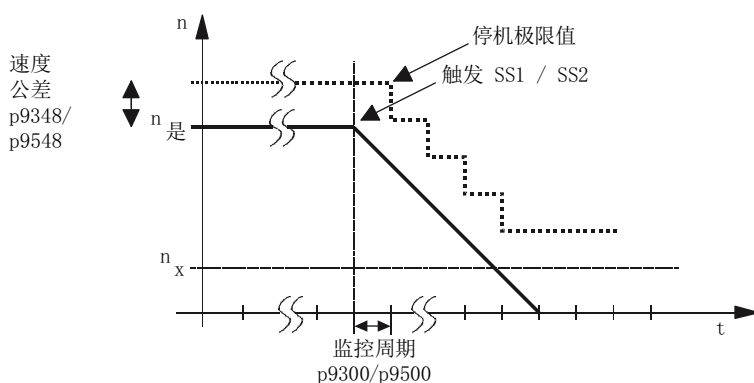 n
停机极限值
速度
公差
p9348/
p9548
触发 SS1 / SS2
n 是
n x
t
监控周期
p9300/p9500